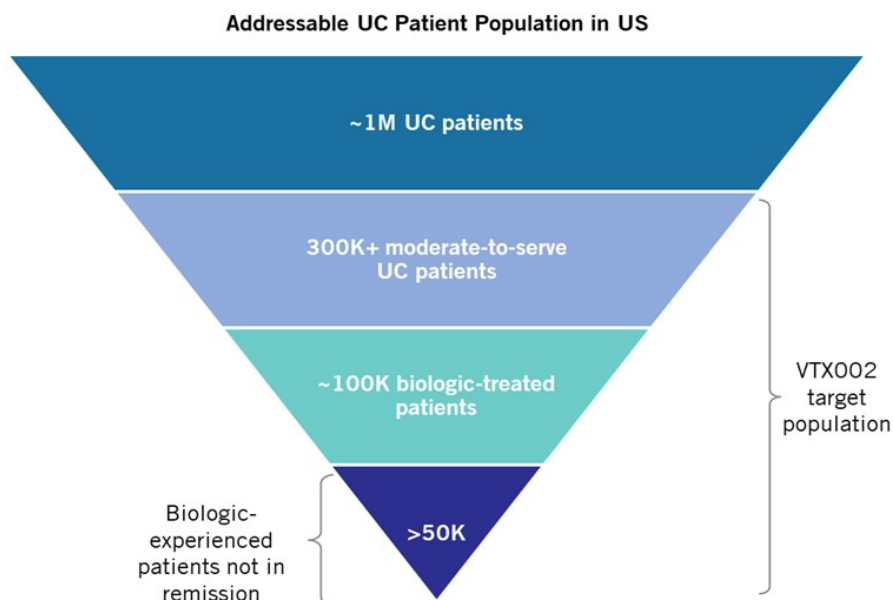 Addressable UC Patient Population in US
~1M UC patients
300K+ moderate-to-serve
UC patients
~100K biologic-treated
patients
VTX002
target
population
>50K
Biologic-
experienced
patients not in
remission